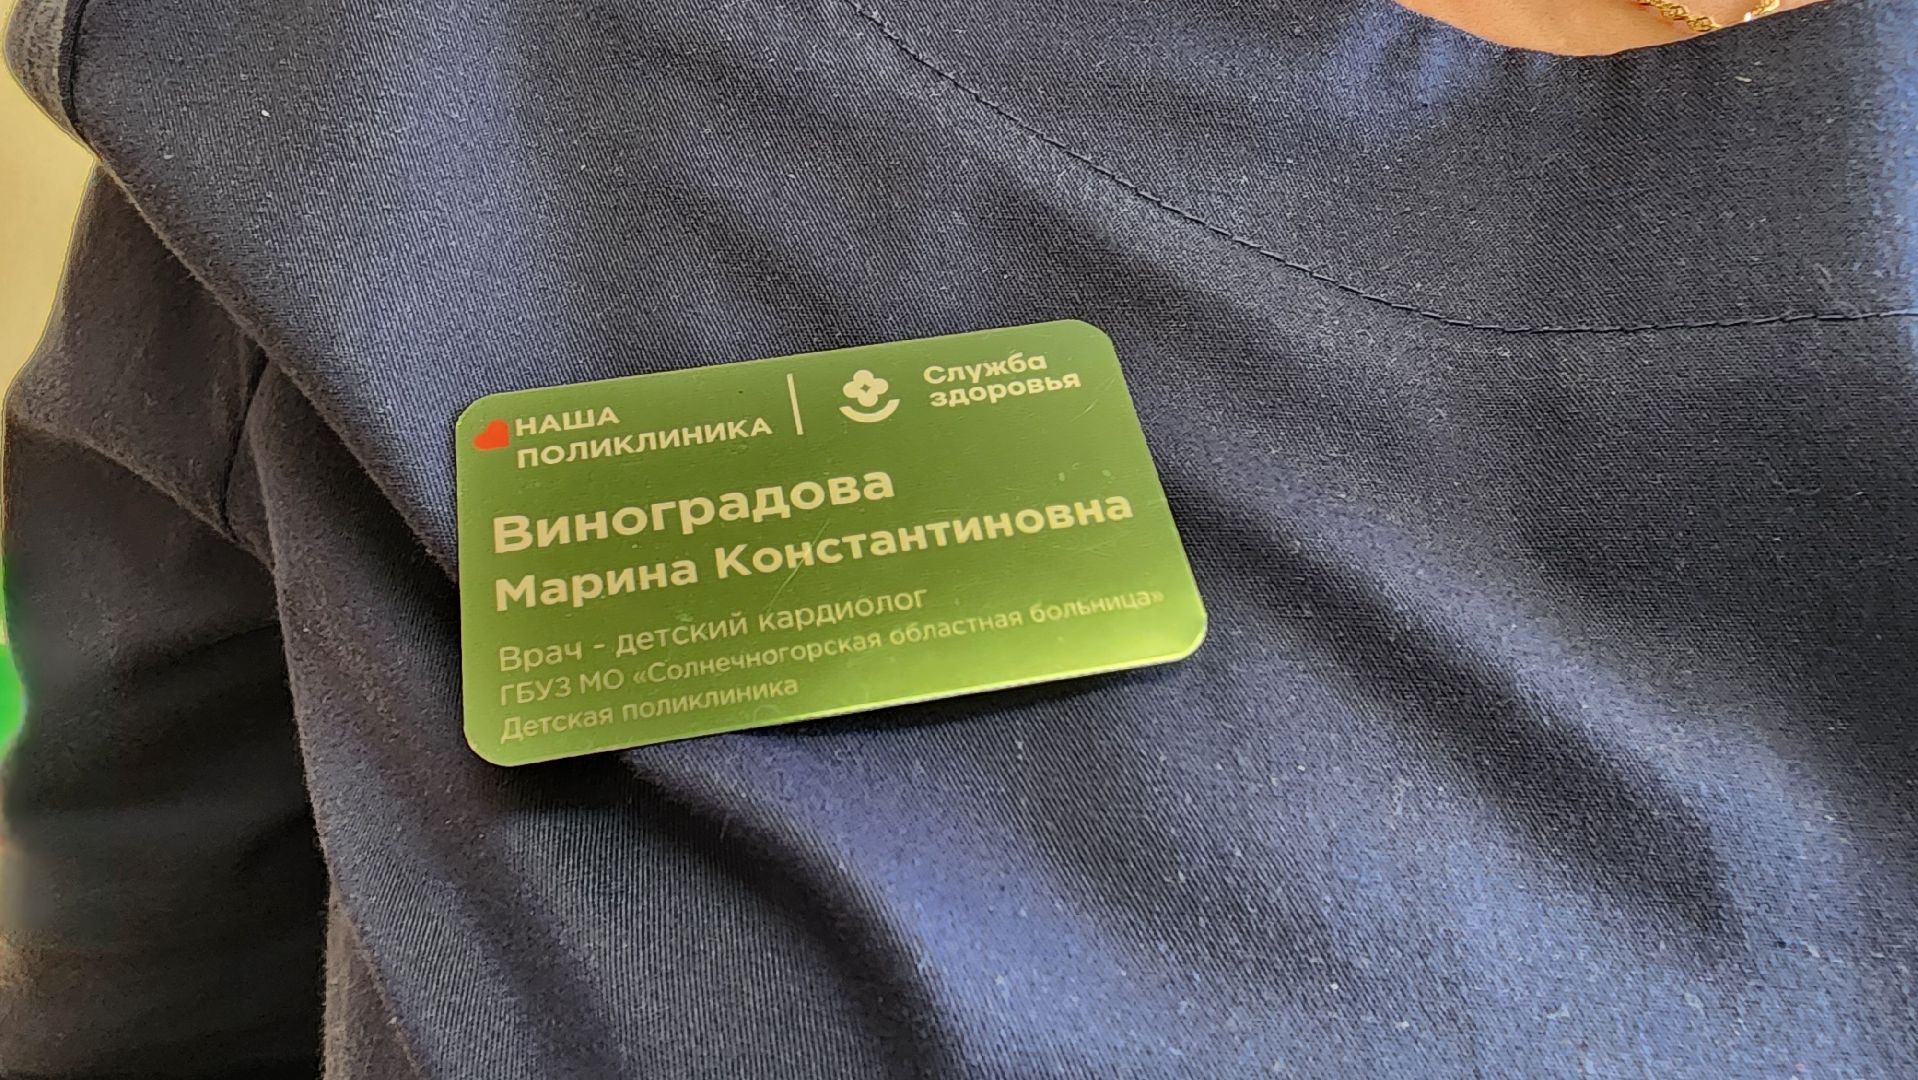 НАША
ПОЛИКЛИНИКА
Служба
здоровья
Виноградова
Марина Константиновна
Врач - детский кардиолог
ГБУЗ МО «Солнечногорская областная больница»
Детская поликлиника